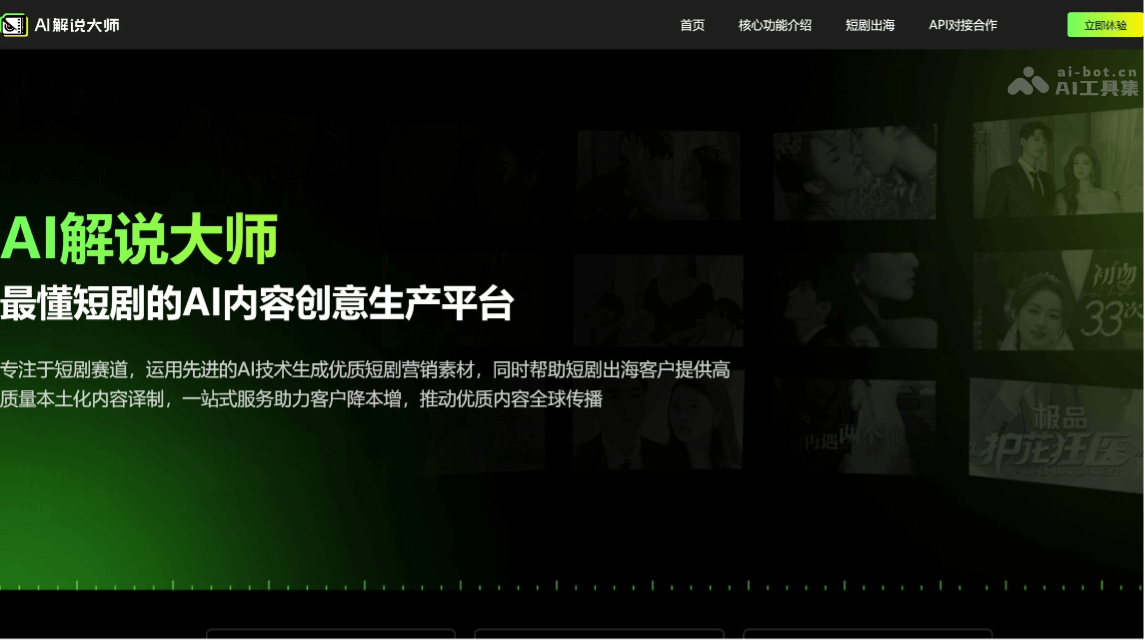 AI解说大师
首页
核心功能介绍
短剧出海
API对接合作
立即体验
ai-bot.cn
AI工具集
AI解说大师
最懂短剧的AI内容创意生产平台
初吻
33次
专注于短剧赛道，运用先进的AI技术生成优质短剧营销素材，同时帮助短剧出海客户提供高
质量本土化内容译制，一站式服务助力客户降本增，推动优质内容全球传播
极品
护花狂医